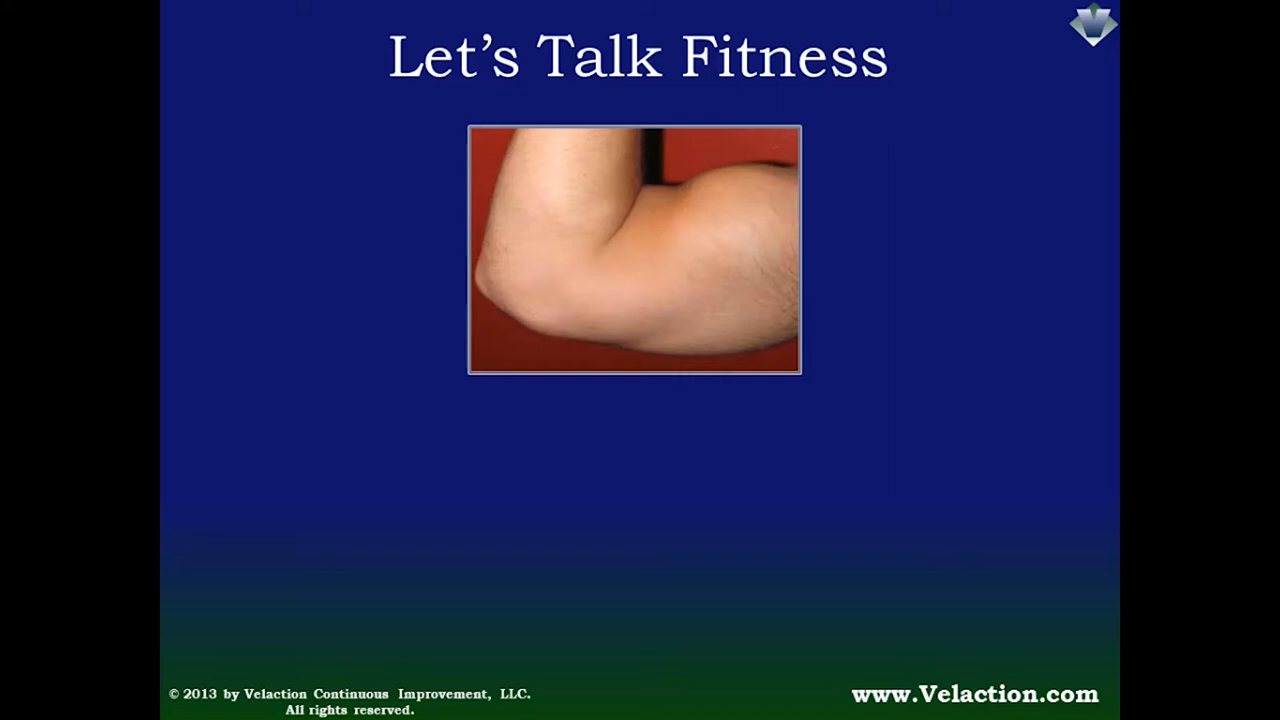 Let’s Talk Fitness
© 2013 by Velaction Continuous Improvement, LLC.
All rights reserved.
www.Velaction.com